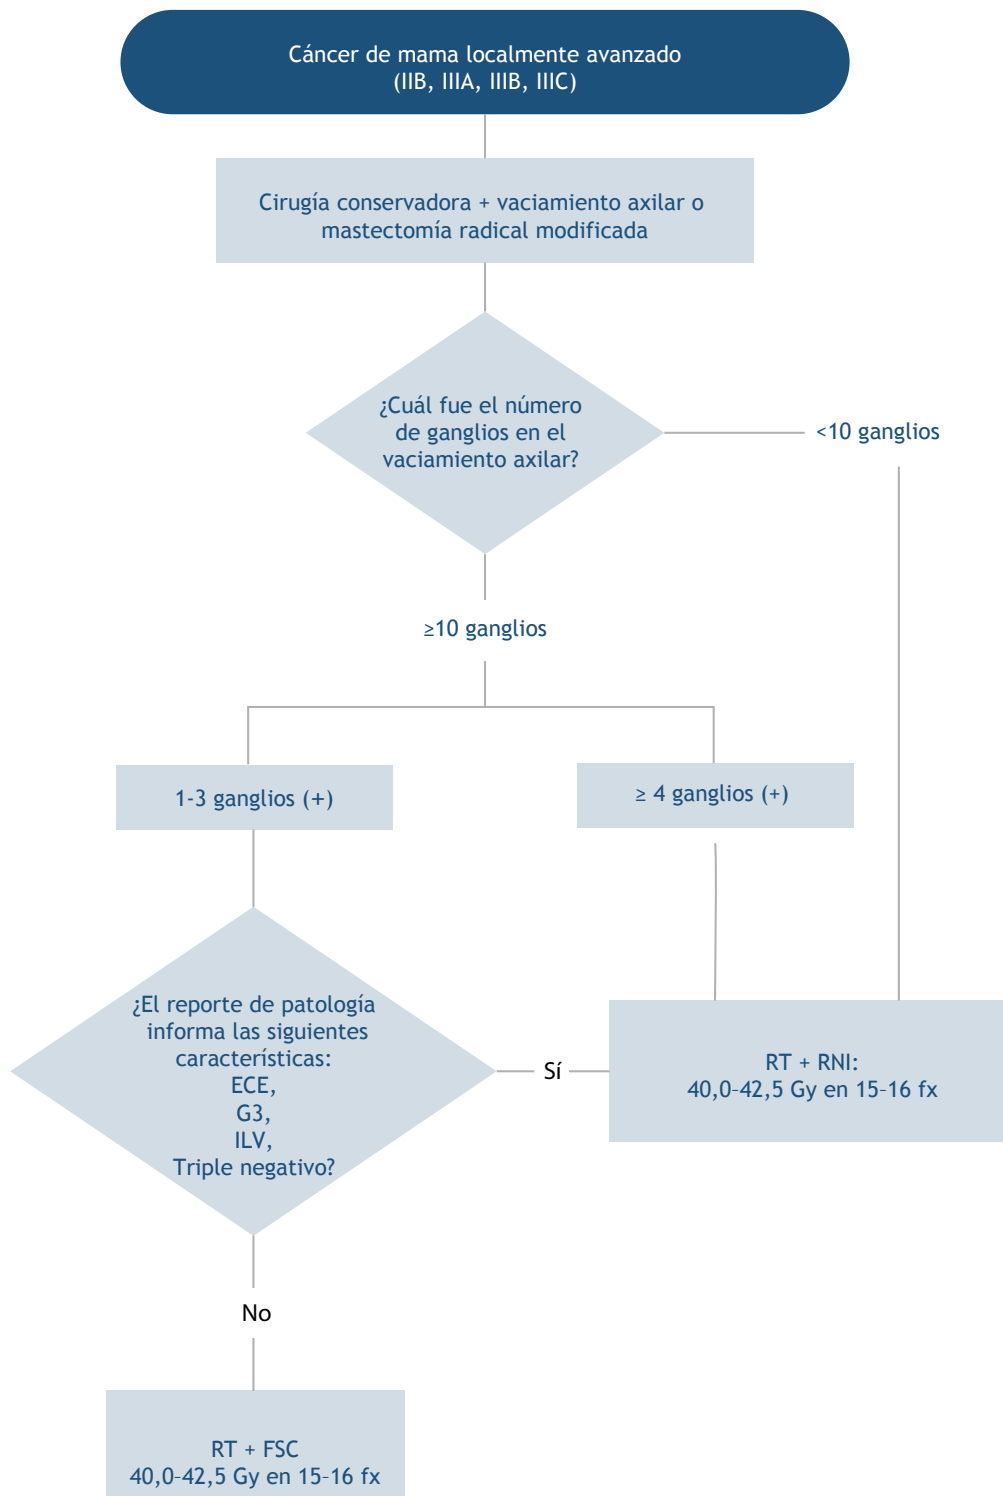 Cáncer de mama localmente avanzado
(IIB, IIIA, IIIB, IIIC)
Cirugía conservadora + vaciamiento axilar o
mastectomía radical modificada
¿Cuál fue el número
de ganglios en el
vaciamiento axilar?
<10 ganglios
≥10 ganglios
1-3 ganglios (+)
≥ 4 ganglios (+)
¿El reporte de patología
informa las siguientes
característicás:
ECE,
G3,
ILV,
Triple negativo?
Sí
RT + RNI:
40,0-42,5 Gy en 15-16 fx
No
RT + FSC
40,0-42,5 Gy en 15-16 fx